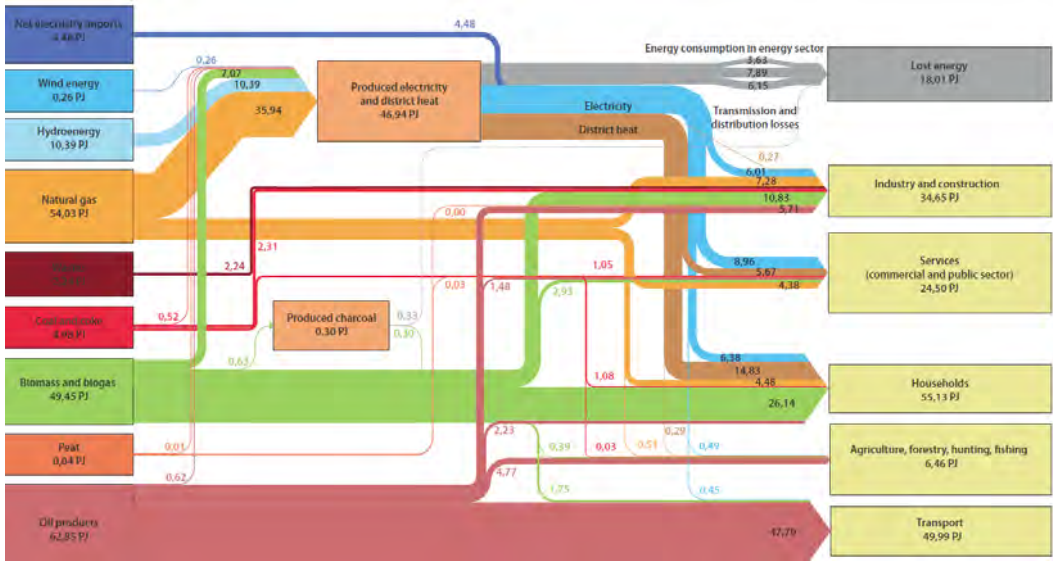 Net electricity imports
4,48 PJ
Wind energy
0,26 PJ
Hydroenergy
10,39 PJ
Natural gas
54,03 PJ
4,98 PJ
Biomass and biogas
49,45 PJ
Peat
0,04 PJ
Oil products
62,85 PJ
4,48
0,26
7,07
10,39
35,94
Produced electricity
and district heat
46,94 PJ
Energy consumption in energy sector
3,63
7,89
6,15
Electricity
District heat
Transmission and
distribution losses
0,27
Lost energy
18,01 PJ
6,01
7,28
10,83
5,71
Industry and construction
34,65 PJ
0,00
2,31
2,24
0,52
0,03
1,48
1,05
2,93
8,96
5,67
4,38
Services
(commercial and public sector)
24,50 PJ
Produced charcoal
0.30 PJ
0,33
0,30
0,63
1,08
6,38
14,83
4,48
26,14
Households
55,13 PJ
0,01
0,62
2,23
4,77
0,39
0,03
0,51
0,29
0,49
Agriculture, forestry, hunting, fishing
6,46 PJ
1,75
0,45
47,79
Transport
49,99 PJ